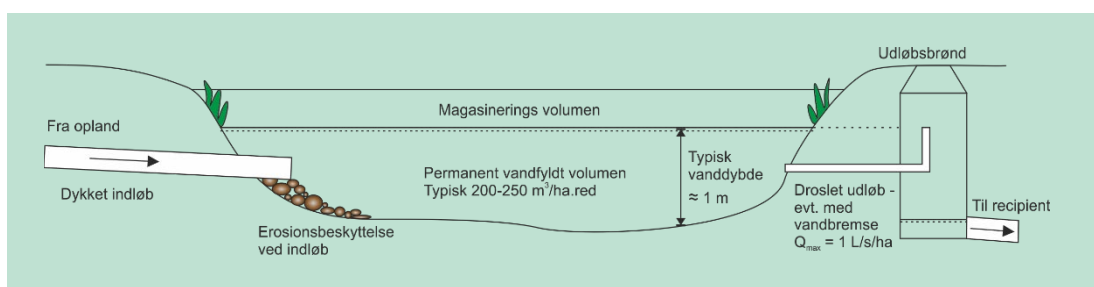 Udløbsbrønd
Magasinerings volumen
Fra opland
Dykket indløb
Permanent vandfyldt volumen
Typisk 200-250 m³/ha.red
Typisk
vanddybde
≈ 1 m
Erosionsbeskyttelse
ved indløb
Droslet udløb -
evt. med
vandbremse
Qmax = 1 L/s/ha
Til recipient